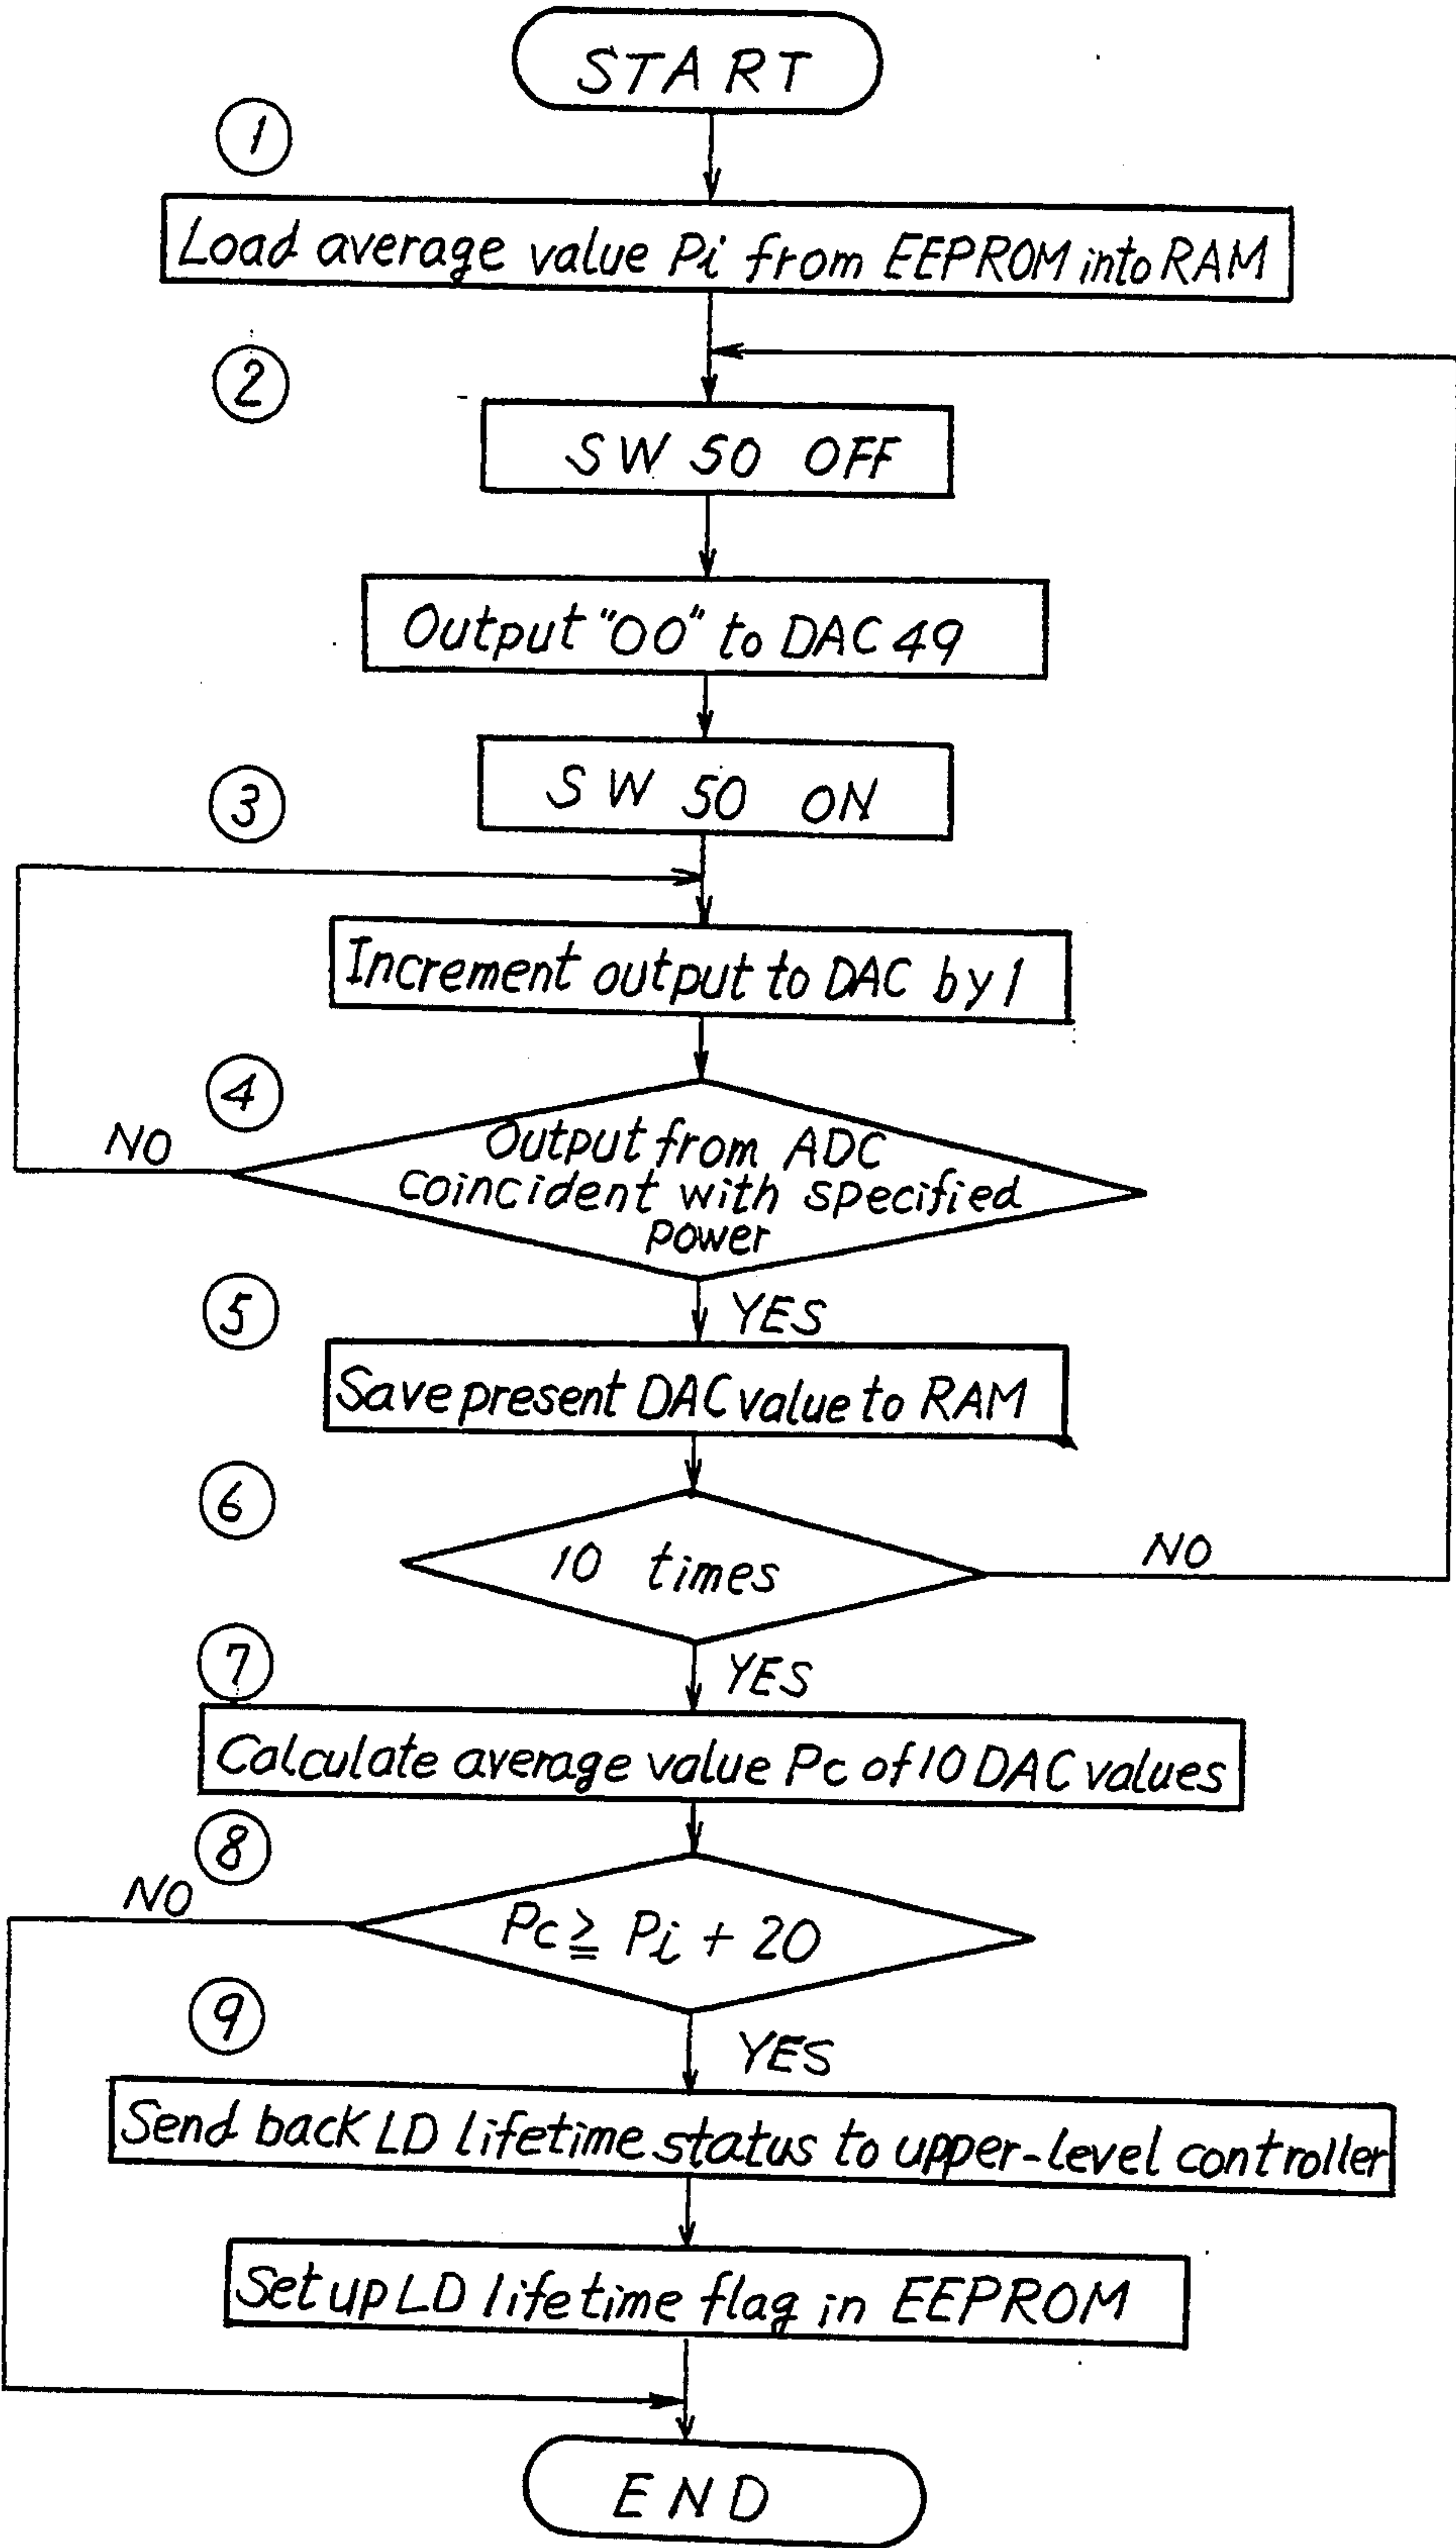 START
1
Load average value Pi from EEPROM into RAM
2
SW 50 OFF
Output "00" to DAC 49
SW 50 ON
3
Increment output to DAC by 1
4
NO
Output from ADC
coincident with specified
power
5
YES
Save present DAC value to RAM
6
10 times
NO
7
YES
Calculate average value Pc of 10 DAC values
8
NO
Pc ≧ Pi + 20
9
YES
Send back LD lifetime status to upper-level controller
Set up LD lifetime flag in EEPROM
END